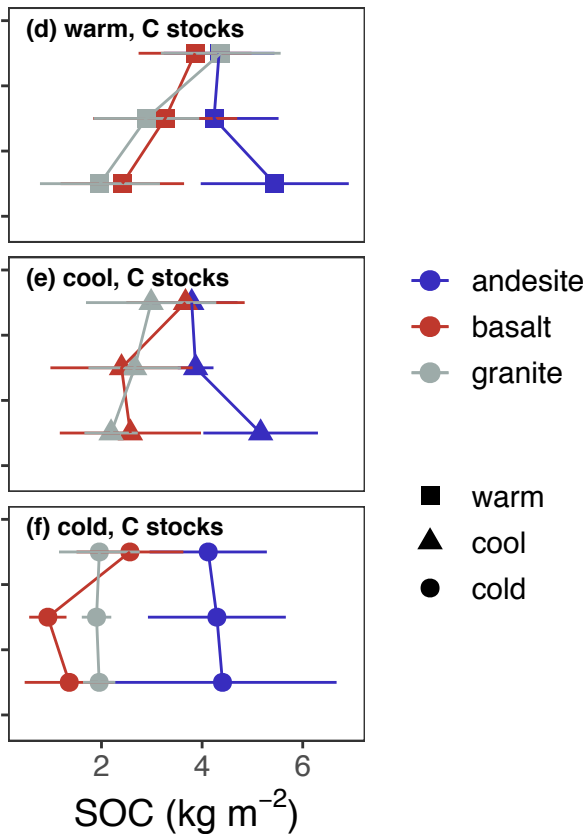 (d) warm, C stocks
(e) cool, C stocks
andesite
basalt
granite
warm
cool
cold
(f) cold, C stocks
2 4 6
SOC (kg m⁻²)